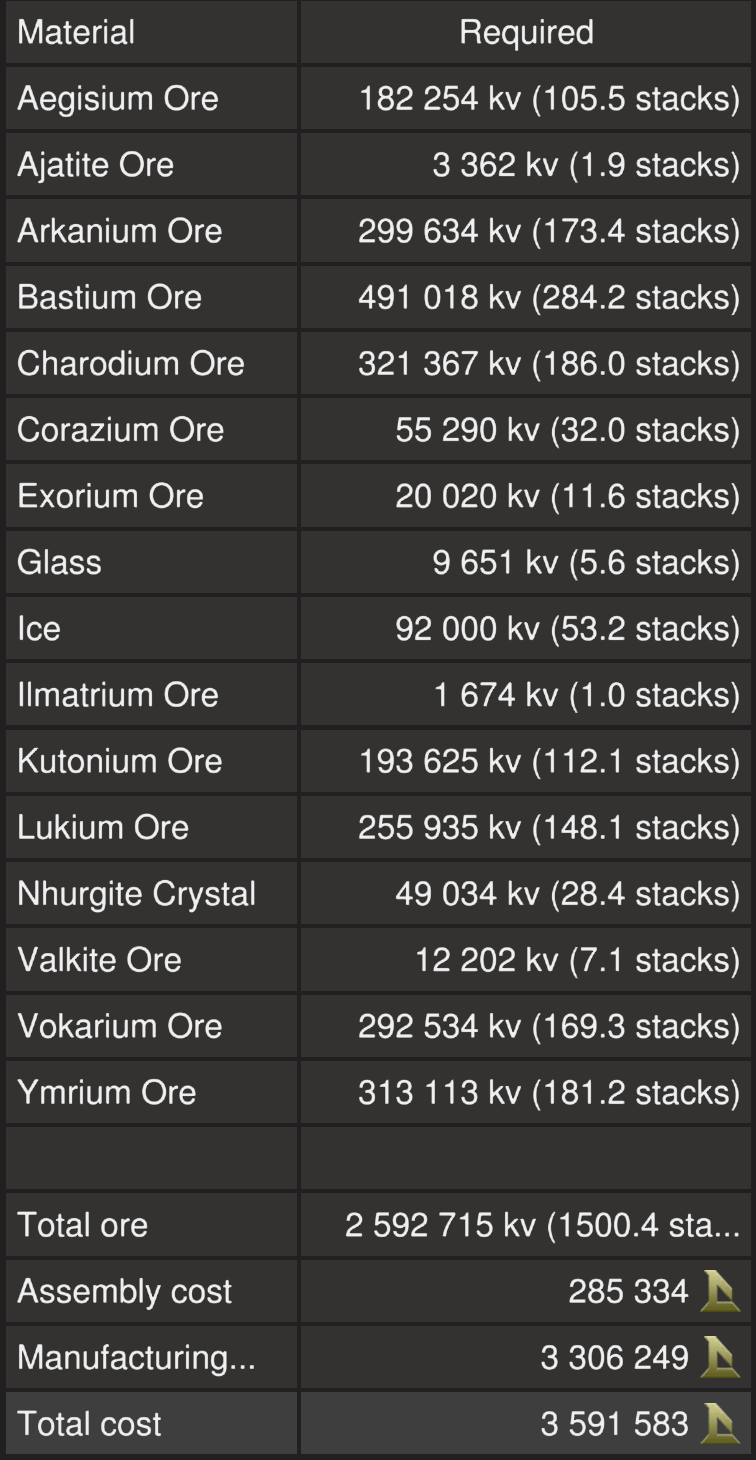 Material Required
Aegisium Ore 182 254 kv (105.5 stacks)
Ajatite Ore 3 362 kv (1.9 stacks)
Arkanium Ore 299 634 kv (173.4 stacks)
Bastium Ore 491 018 kv (284.2 stacks)
Charodium Ore 321 367 kv (186.0 stacks)
Corazium Ore 55 290 kv (32.0 stacks)
Exorium Ore 20 020 kv (11.6 stacks)
Glass 9 651 kv (5.6 stacks)
Ice 92 000 kv (53.2 stacks)
Ilmatrium Ore 1 674 kv (1.0 stacks)
Kutonium Ore 193 625 kv (112.1 stacks)
Lukium Ore 255 935 kv (148.1 stacks)
Nhurgite Crystal 49 034 kv (28.4 stacks)
Valkite Ore 12 202 kv (7.1 stacks)
Vokarium Ore 292 534 kv (169.3 stacks)
Ymrium Ore 313 113 kv (181.2 stacks)
Total ore 2 592 715 kv (1500.4 sta...
Assembly cost 285 334
Manufacturing... 3 306 249
Total cost 3 591 583